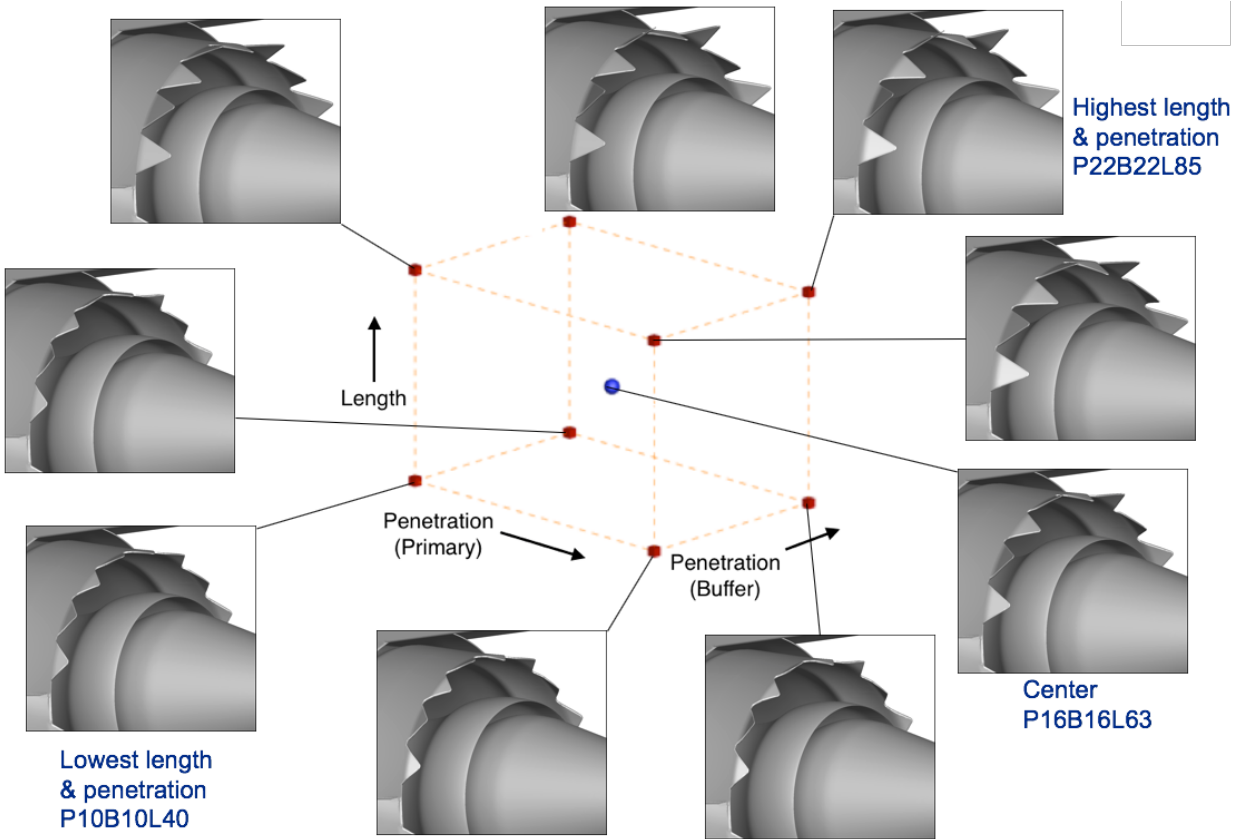 Highest length
& penetration
P22B22L85
Length
Penetration
(Primary)
Penetration
(Buffer)
Center
P16B16L63
Lowest length
& penetration
P10B10L40